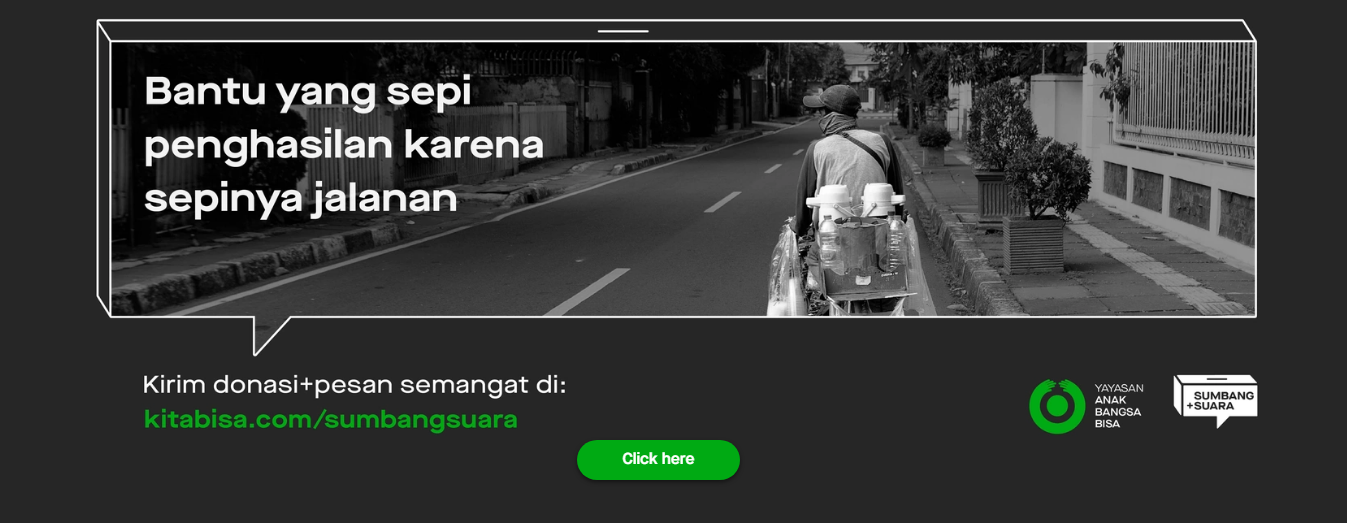 Bantu yang sepi
penghasilan karena
sepinya jalanan
Kirim donasi+pesan semangat di:
kitabisa.com/sumbangsuara
Click here
YAYASAN
ANAK
BANGSA
BISA
SUMBANG
+SUARA